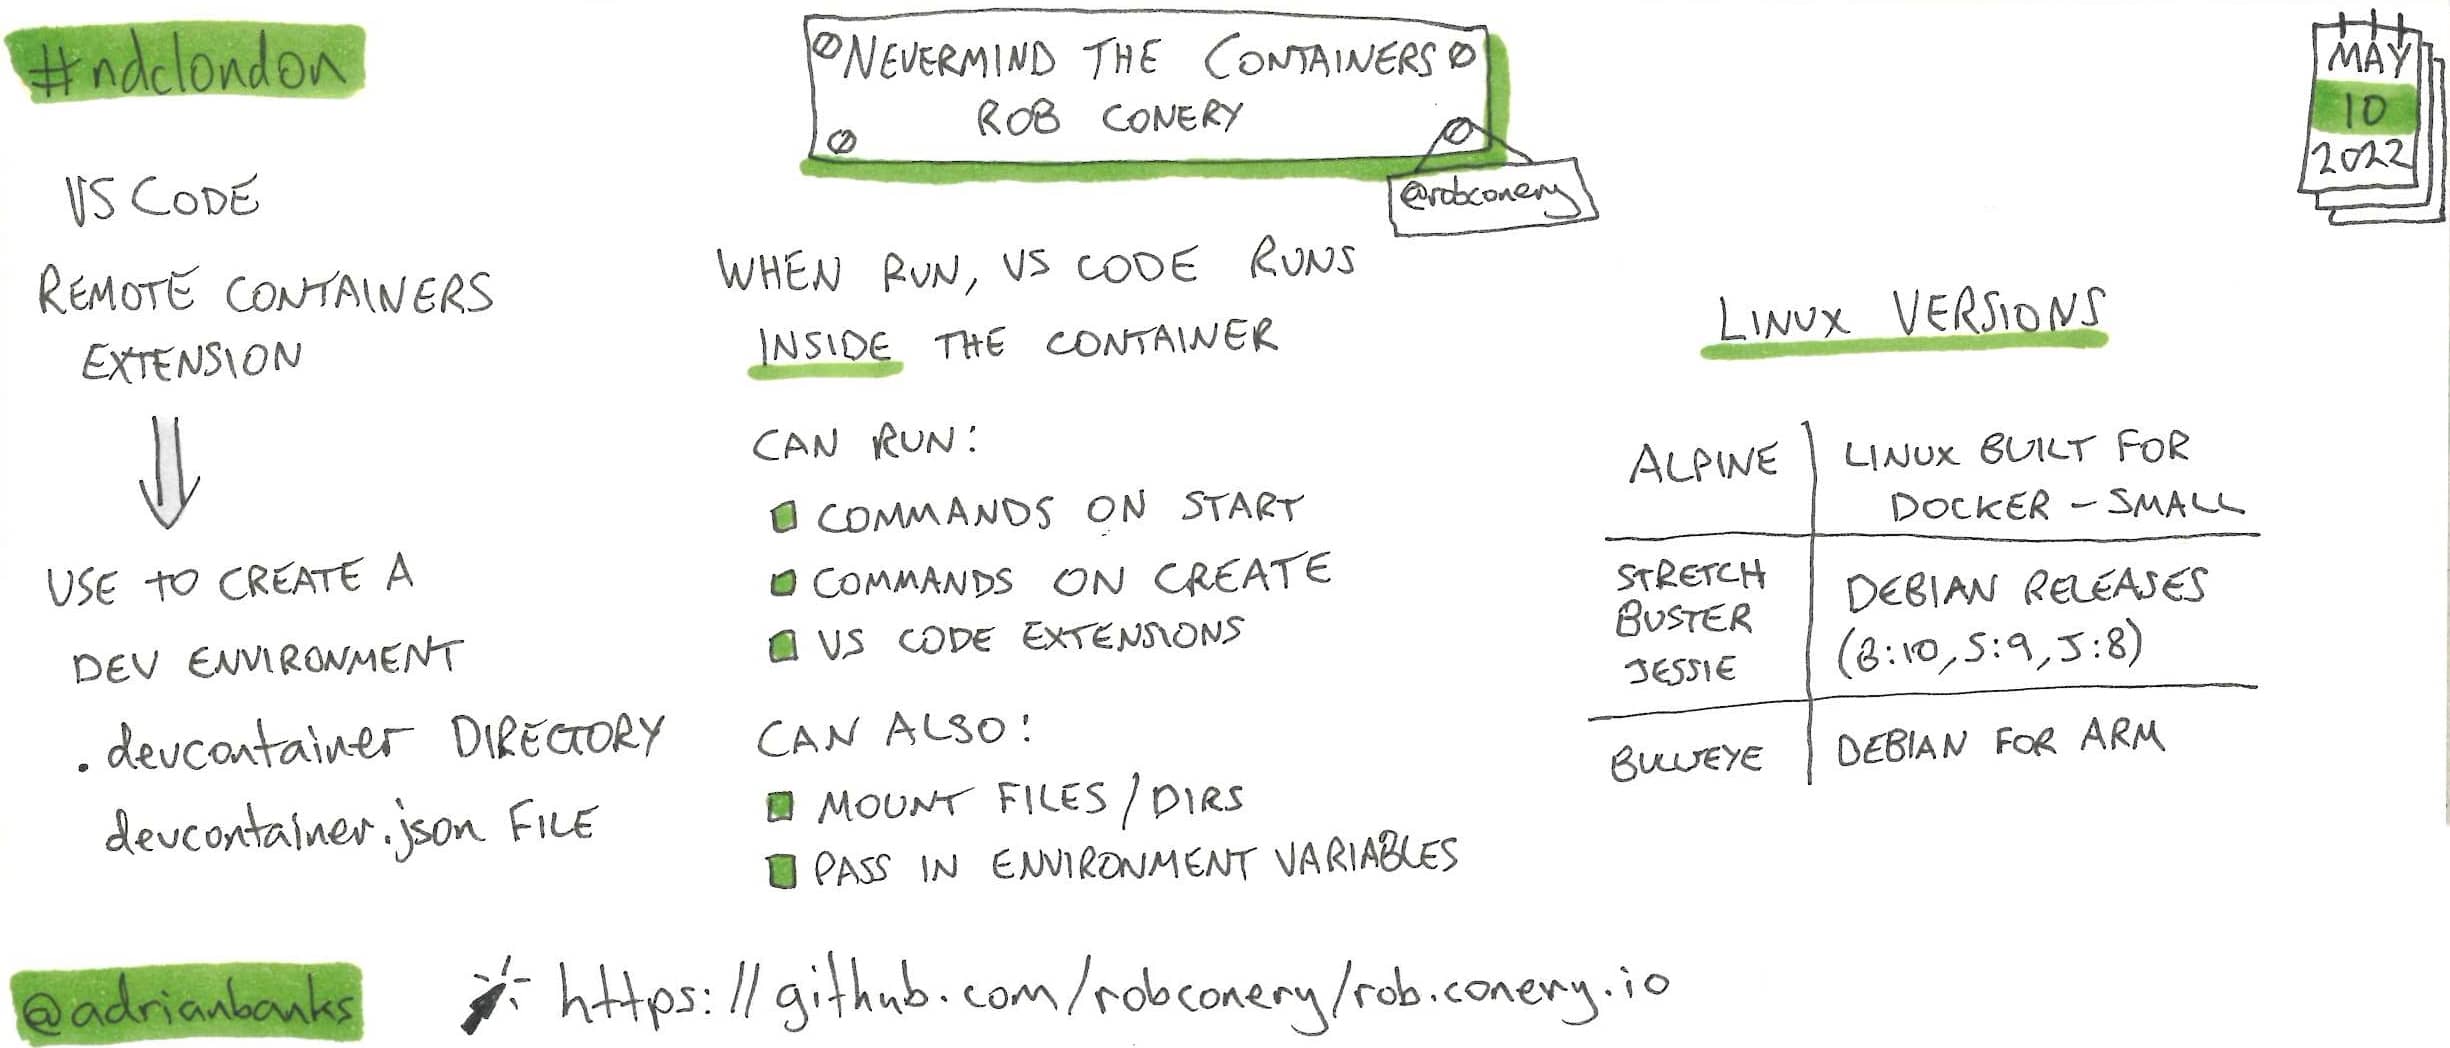 #ndclondon
NEVERMIND THE CONTAINERS
ROB CONERY
@robconery
MAY
10
2022
VS CODE
REMOTE CONTAINERS
EXTENSION
USE TO CREATE A
DEV ENVIRONMENT
.devcontainer DIRECTORY
devcontainer.json FILE
WHEN RUN, VS CODE RUNS
INSIDE THE CONTAINER
CAN RUN:
COMMANDS ON START
COMMANDS ON CREATE
VS CODE EXTENSIONS
CAN ALSO:
MOUNT FILES/DIRS
PASS IN ENVIRONMENT VARIABLES
LINUX VERSIONS
ALPINE
LINUX BUILT FOR
DOCKER - SMALL
STRETCH
BUSTER
JESSIE
DEBIAN RELEASES
(B:10, S:9, J:8)
BULLSEYE
DEBIAN FOR ARM
@adrianbanks
https://github.com/robconery/rob.conery.io